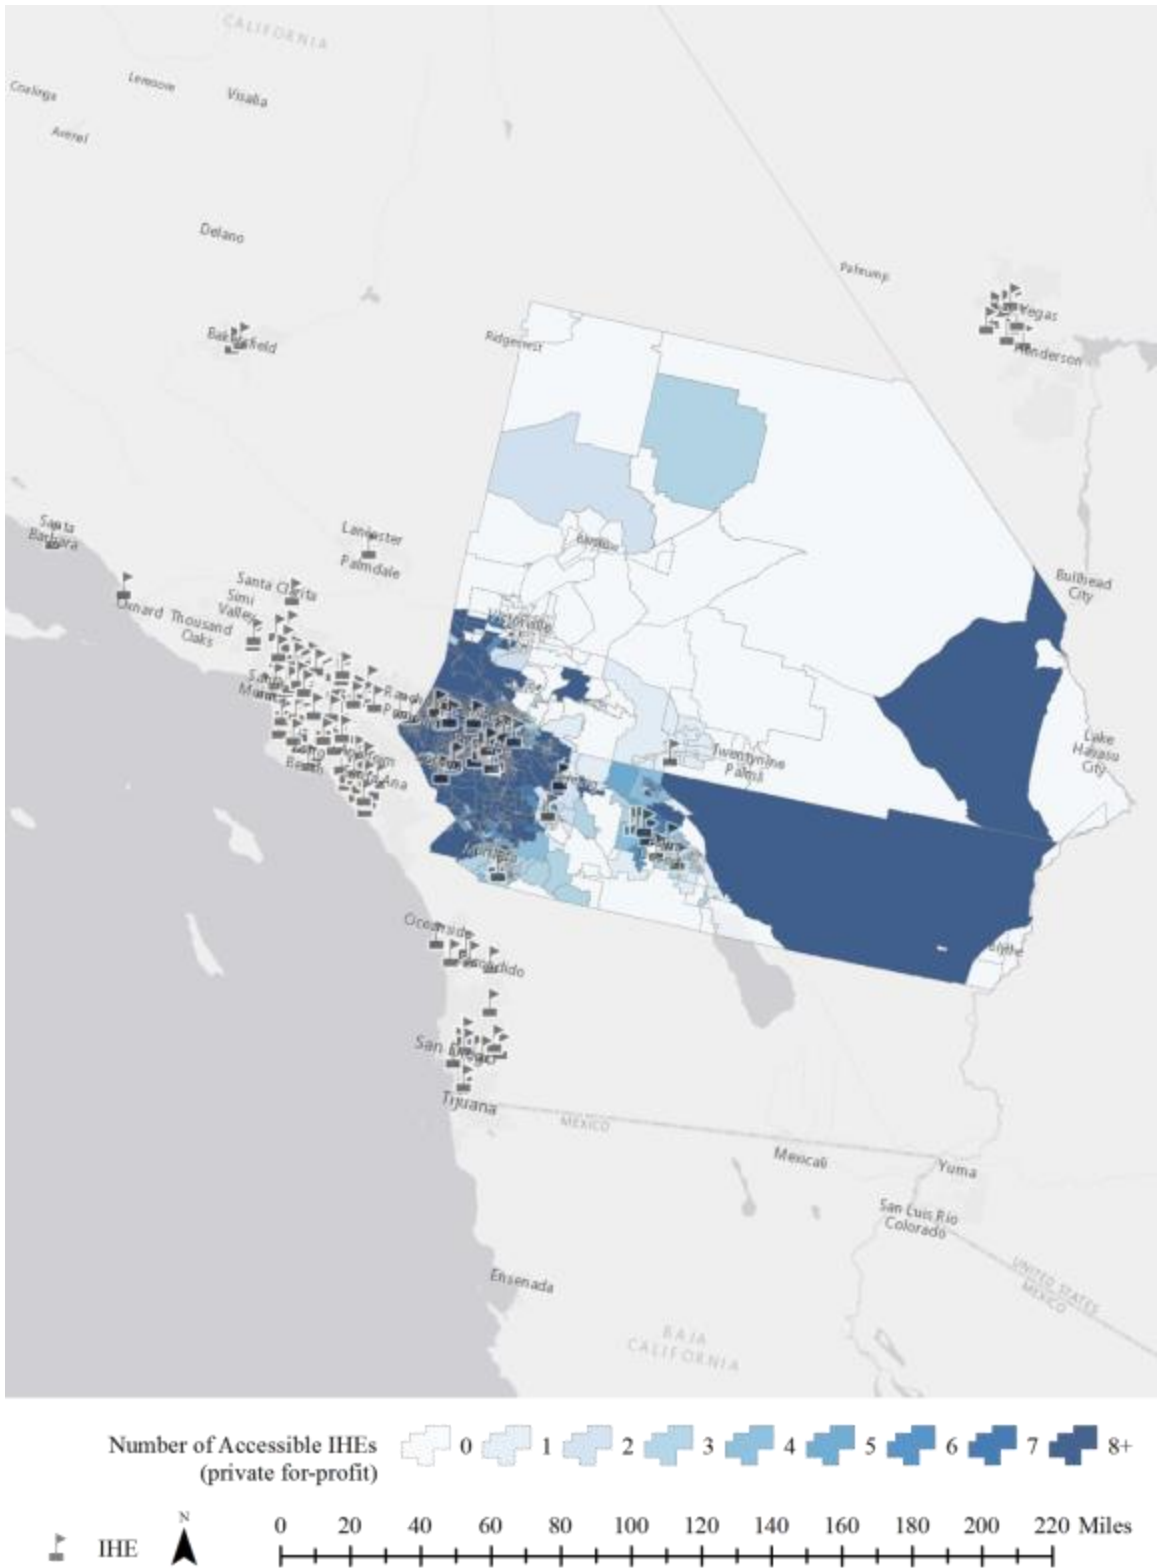 CALIFORNIA
Coalinga
Lemoore
Visalia
Avenal
Delano
Pahrump
Vegas
Henderson
Bakersfield
Ridgecrest
Barstow
Lancaster
Palmdale
Santa
Barbara
Santa Clarita
Simi
Valley
Oxnard
Thousand
Oaks
Victorville
Bullhead
City
Lake
Havasu
City
Twentynine
Palms
Beach
Oceanside
Escondido
San Diego
Tijuana
MEXICO
Mexicali
Yuma
San Luis Rio
Colorado
UNITED STATES
MEXICO
Ensenada
BAJA
CALIFORNIA
Number of Accessible IHEs
(private for-profit)
0 1 2 3 4 5 6 7 8+
IHE
N
0 20 40 60 80 100 120 140 160 180 200 220 Miles